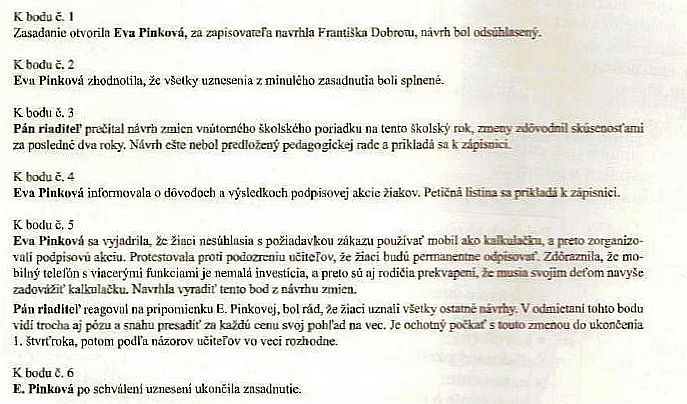 K bodu č. 1
Zasadanie otvorila Eva Pinková, za zapisovateľa navrhla Františka Dobrotu, návrh bol odsúhlasený.
K bodu č. 2
Eva Pinková zhodnotila, že všetky uznesenia z minulého zasadnutia boli splnené.
K bodu č. 3
Pán riaditeľ prečítal návrh zmien vnútorného školského poriadku na tento školský rok, zmeny zdôvodnil skúsenosťami
za posledné dva roky. Návrh ešte nebol predložený pedagogickej rade a prikladá sa k zápisnici.
K bodu č. 4
Eva Pinková informovala o dôvodoch a výsledkoch podpisovej akcie žiakov. Petičná listina sa prikladá k zápisnici.
K bodu č. 5
Eva Pinková sa vyjadrila, že žiaci nesúhlasia s požiadavkou zákazu používať mobil ako kalkulačku, a preto zorganizo-
vali podpisovú akciu. Protestovala proti podozreniu učiteľov, že žiaci budú permanentne odpisovať. Zdôraznila, že mo-
bilný telefón s viacerými funkciami je nemalá investícia, a preto sú aj rodičia prekvapení, že musia svojim deťom navyše
zadovážiť kalkulačku. Navrhla vyradiť tento bod z návrhu zmien.
Pán riaditeľ reagoval na pripomienku E. Pinkovej, bol rád, že žiaci uznali všetky ostatné návrhy. V odmietaní tohto bodu
vidí trocha aj pózu a snahu presadiť za každú cenu svoj pohľad na vec. Je ochotný počkať s touto zmenou do ukončenia
1. štvrťroka, potom podľa názorov učiteľov vo veci rozhodne.
K bodu č. 6
E. Pinková po schválení uznesení ukončila zasadnutie.